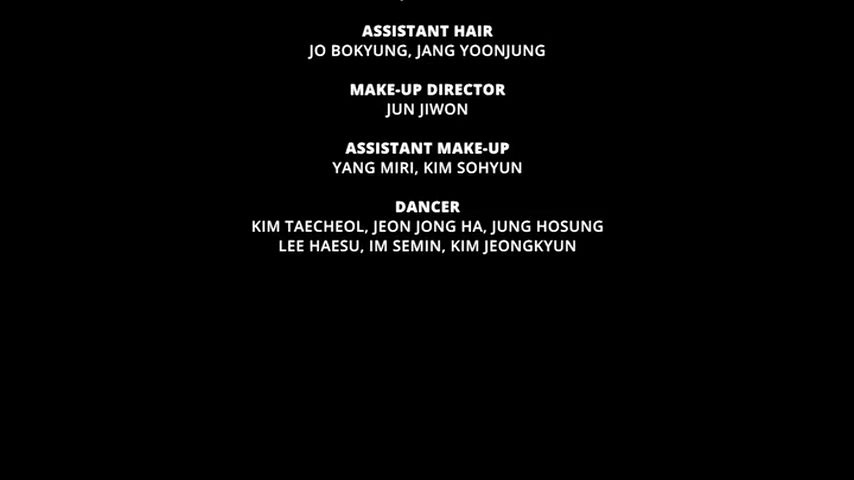 ASSISTANT HAIR
JO BOKYUNG, JANG YOONJUNG
MAKE-UP DIRECTOR
JUN JIWON
ASSISTANT MAKE-UP
YANG MIRI, KIM SOHYUN
DANCER
KIM TAECHEOL, JEON JONG HA, JUNG HOSUNG
LEE HAESU, IM SEMIN, KIM JEONGKYUN